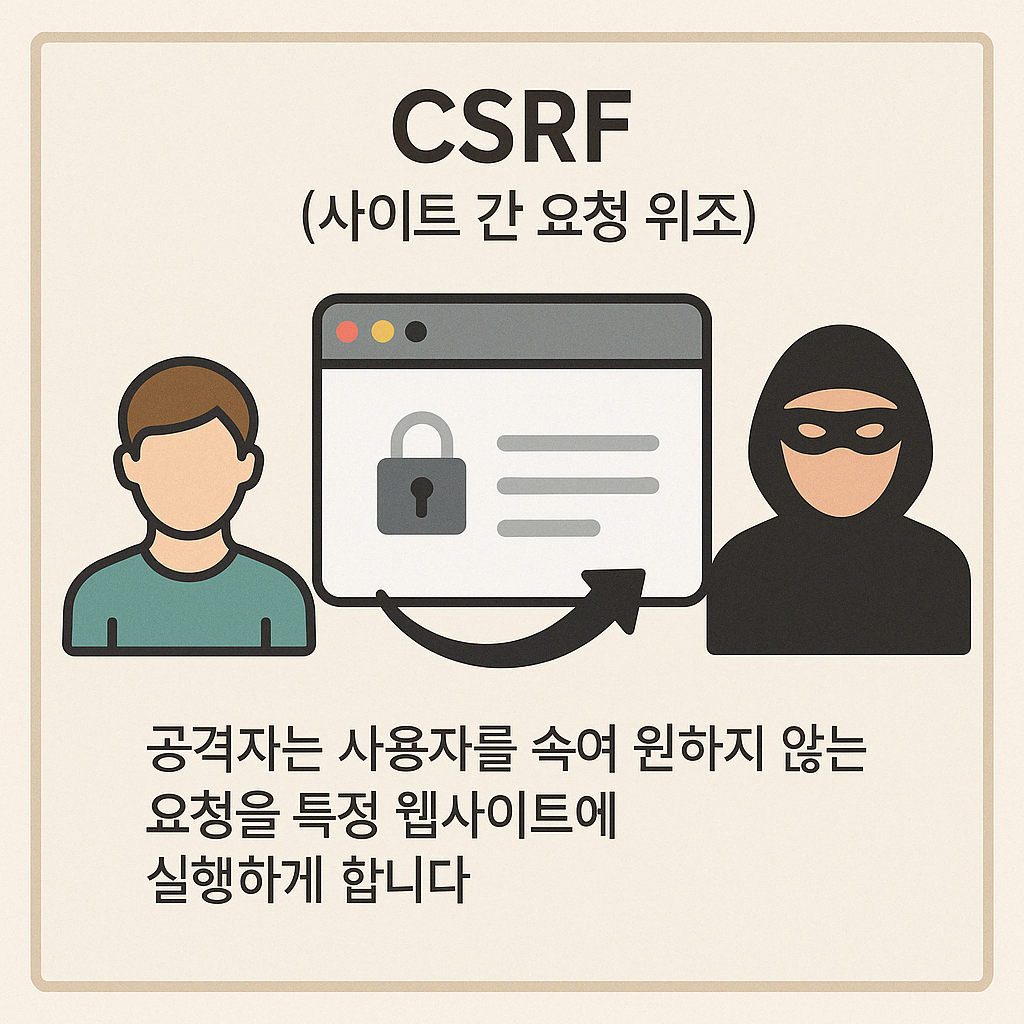 CSRF
(사이트 간 요청 위조)
공격자는 사용자를 속여 원하지 않는
요청을 특정 웹사이트에
실행하게 합니다